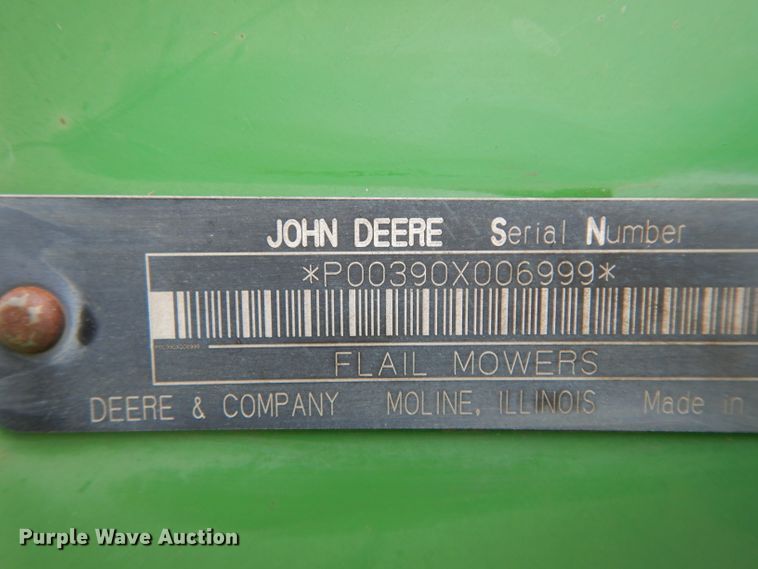 JOHN DEERE Serial Number
*P00390X006999*
FLAIL MOWERS
DEERE & COMPANY MOLINE, ILLINOIS Made in
Purple Wave Auction